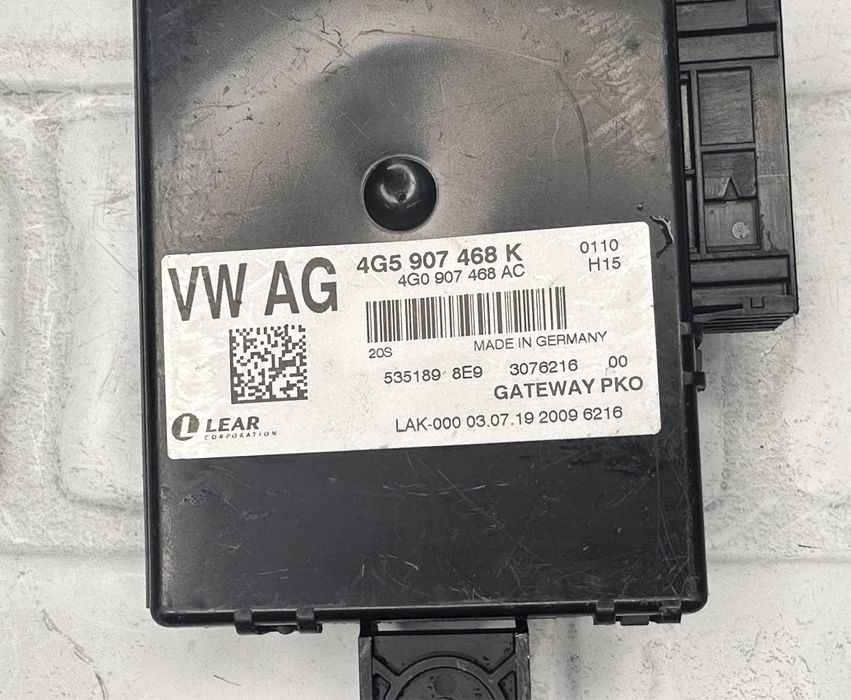 VW AG
4G5 907 468 K
4G0 907 468 AC
0110
H15
20S
MADE IN GERMANY
535189 8E9 3076216 00
GATEWAY PKO
LEAR
CORPORATION
LAK-000 03.07.19 2009 6216